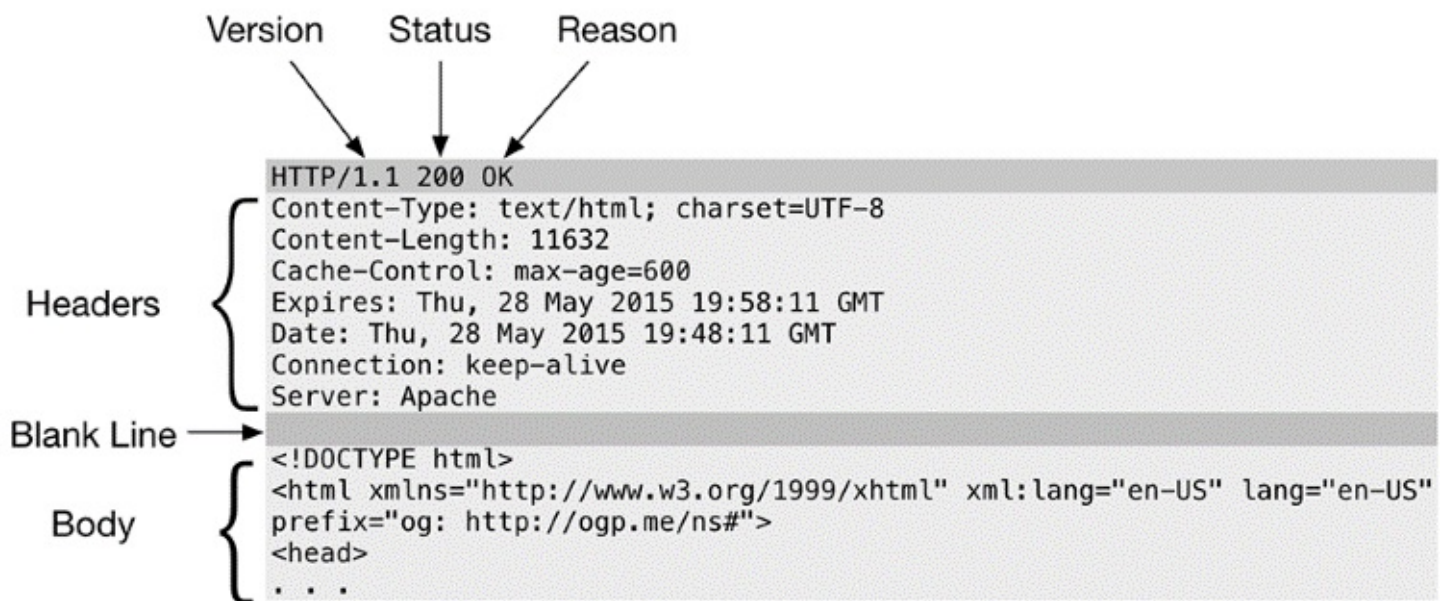 Version Status Reason
HTTP/1.1 200 OK
Content-Type: text/html; charset=UTF-8
Content-Length: 11632
Cache-Control: max-age=600
Expires: Thu, 28 May 2015 19:58:11 GMT
Headers
Date: Thu, 28 May 2015 19:48:11 GMT
Connection: keep-alive
Server: Apache
Blank Line
<!DOCTYPE html>
<html xmlns="http://www.w3.org/1999/xhtml" xml:lang="en-US" lang="en-US"
prefix="og: http://ogp.me/ns#">
Body
<head>
. . .